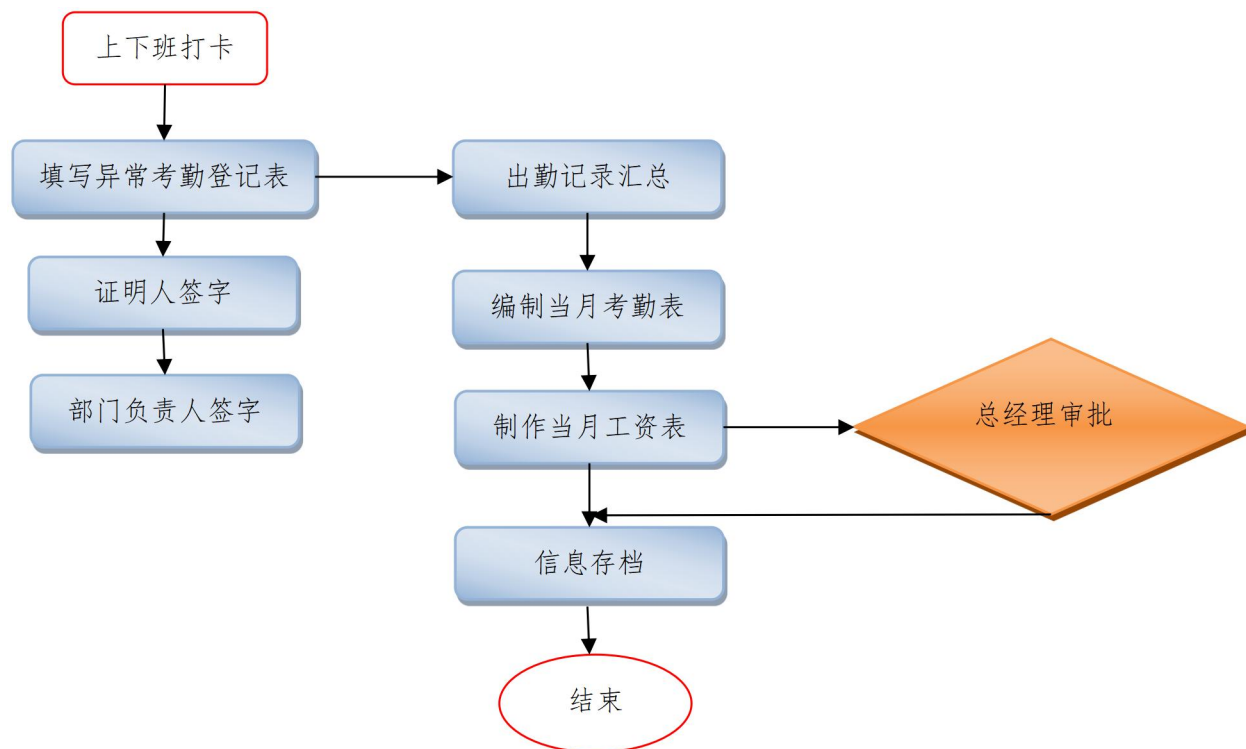 上下班打卡
填写异常考勤登记表
出勤记录汇总
证明人签字
编制当月考勤表
部门负责人签字
制作当月工资表
总经理审批
信息存档
结束